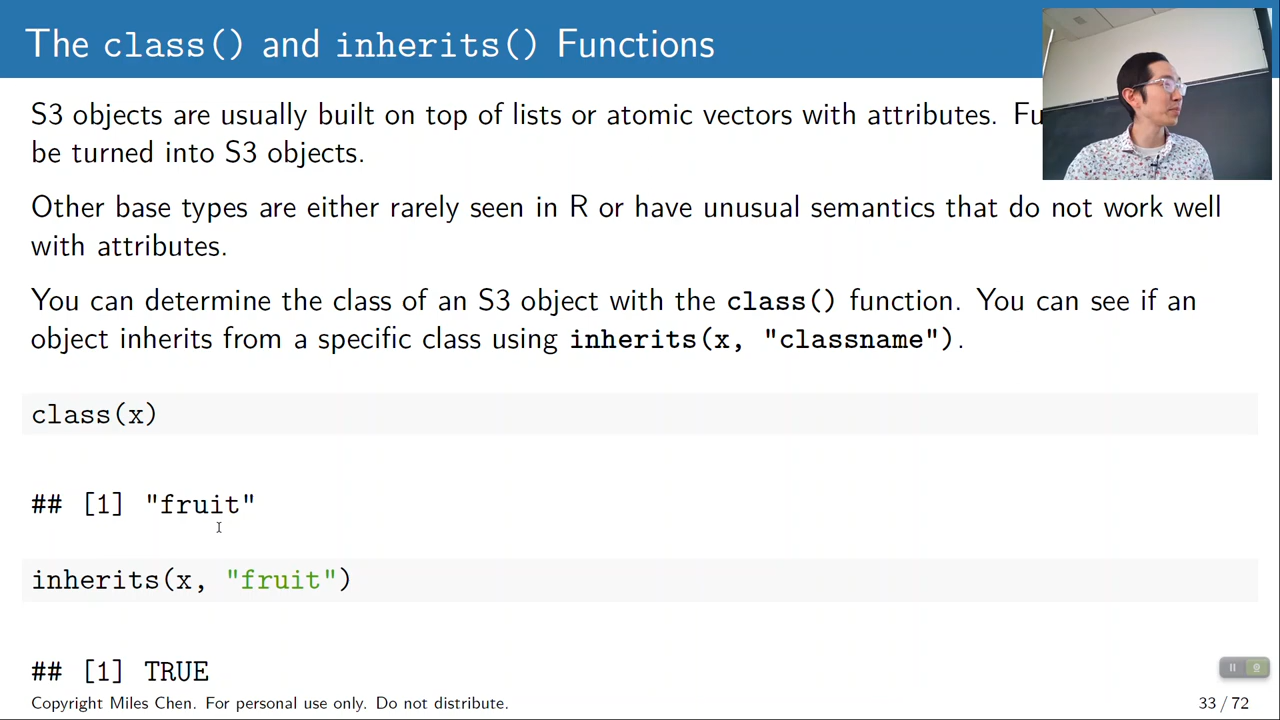 The class() and inherits() Functions
S3 objects are usually built on top of lists or atomic vectors with attributes.
be turned into S3 objects.
Other base types are either rarely seen in R or have unusual semantics that do not work well
with attributes.
You can determine the class of an S3 object with the class() function. You can see if an
object inherits from a specific class using inherits(x, "classname").
class(x)
## [1] "fruit"
inherits(x, "fruit")
## [1] TRUE
Copyright Miles Chen. For personal use only. Do not distribute.
33 / 72